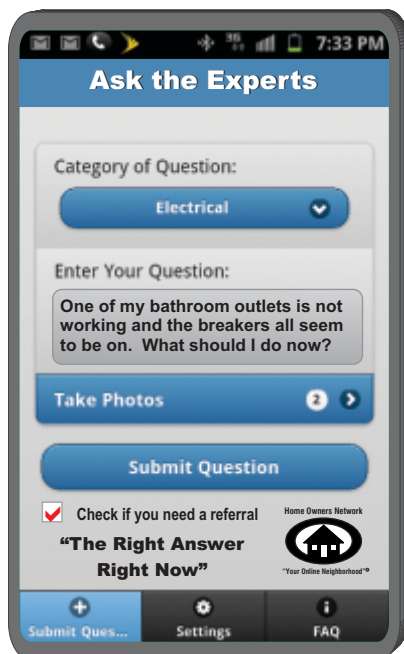 3G
7:33 PM
Ask the Experts
Category of Question:
Electrical
Enter Your Question:
One of my bathroom outlets is not
working and the breakers all seem
to be on. What should I do now?
Take Photos
2
Submit Question
Check if you need a referral
“The Right Answer
Right Now”
Home Owners Network
"Your Online Neighborhood"®
Submit Ques...
Settings
FAQ